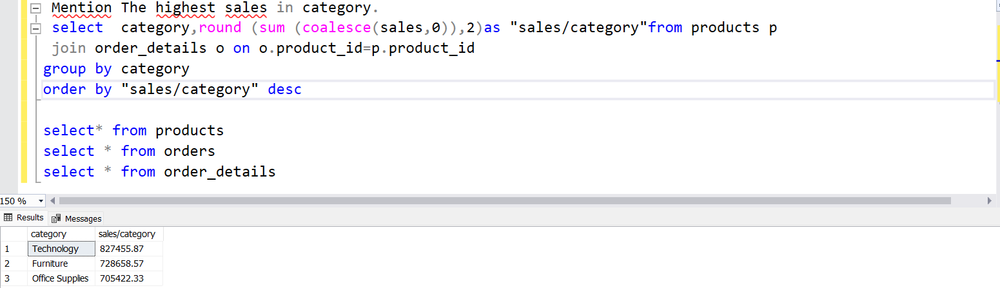 Mention The highest sales in category.
select  category,round (sum (coalesce(sales,0)),2)as "sales/category"from products p
join order_details o on o.product_id=p.product_id
group by category
order by "sales/category" desc
select* from products
select * from orders
select * from order_details
150 %
Results Messages
category sales/category
1 Technology 827455.87
2 Furniture 728658.57
3 Office Supplies 705422.33